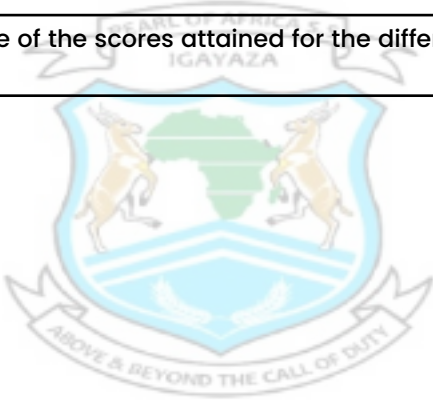 PEARL OF AFRICA S.S
e of the scores attained for the diffe
IGAYAZA
ABOVE & BEYOND THE CALL OF DUTY